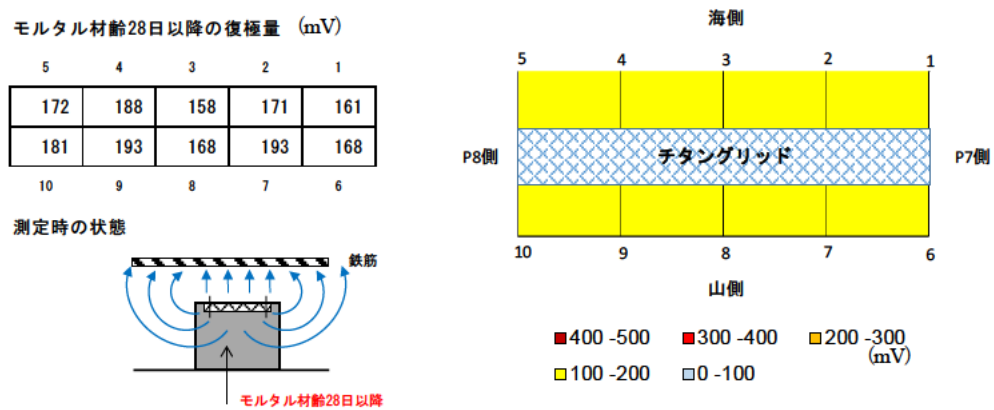 モルタル材齢28日以降の復極量 (mV)
5 4 3 2 1
172 188 158 171 161
181 193 168 193 168
10 9 8 7 6
測定時の状態
鉄筋
モルタル材齢28日以降
海側
5 4 3 2 1
P8側 チタングリッド P7側
10 9 8 7 6
山側
400 -500 300 -400 200 -300
(mV)
100 -200 0 -100